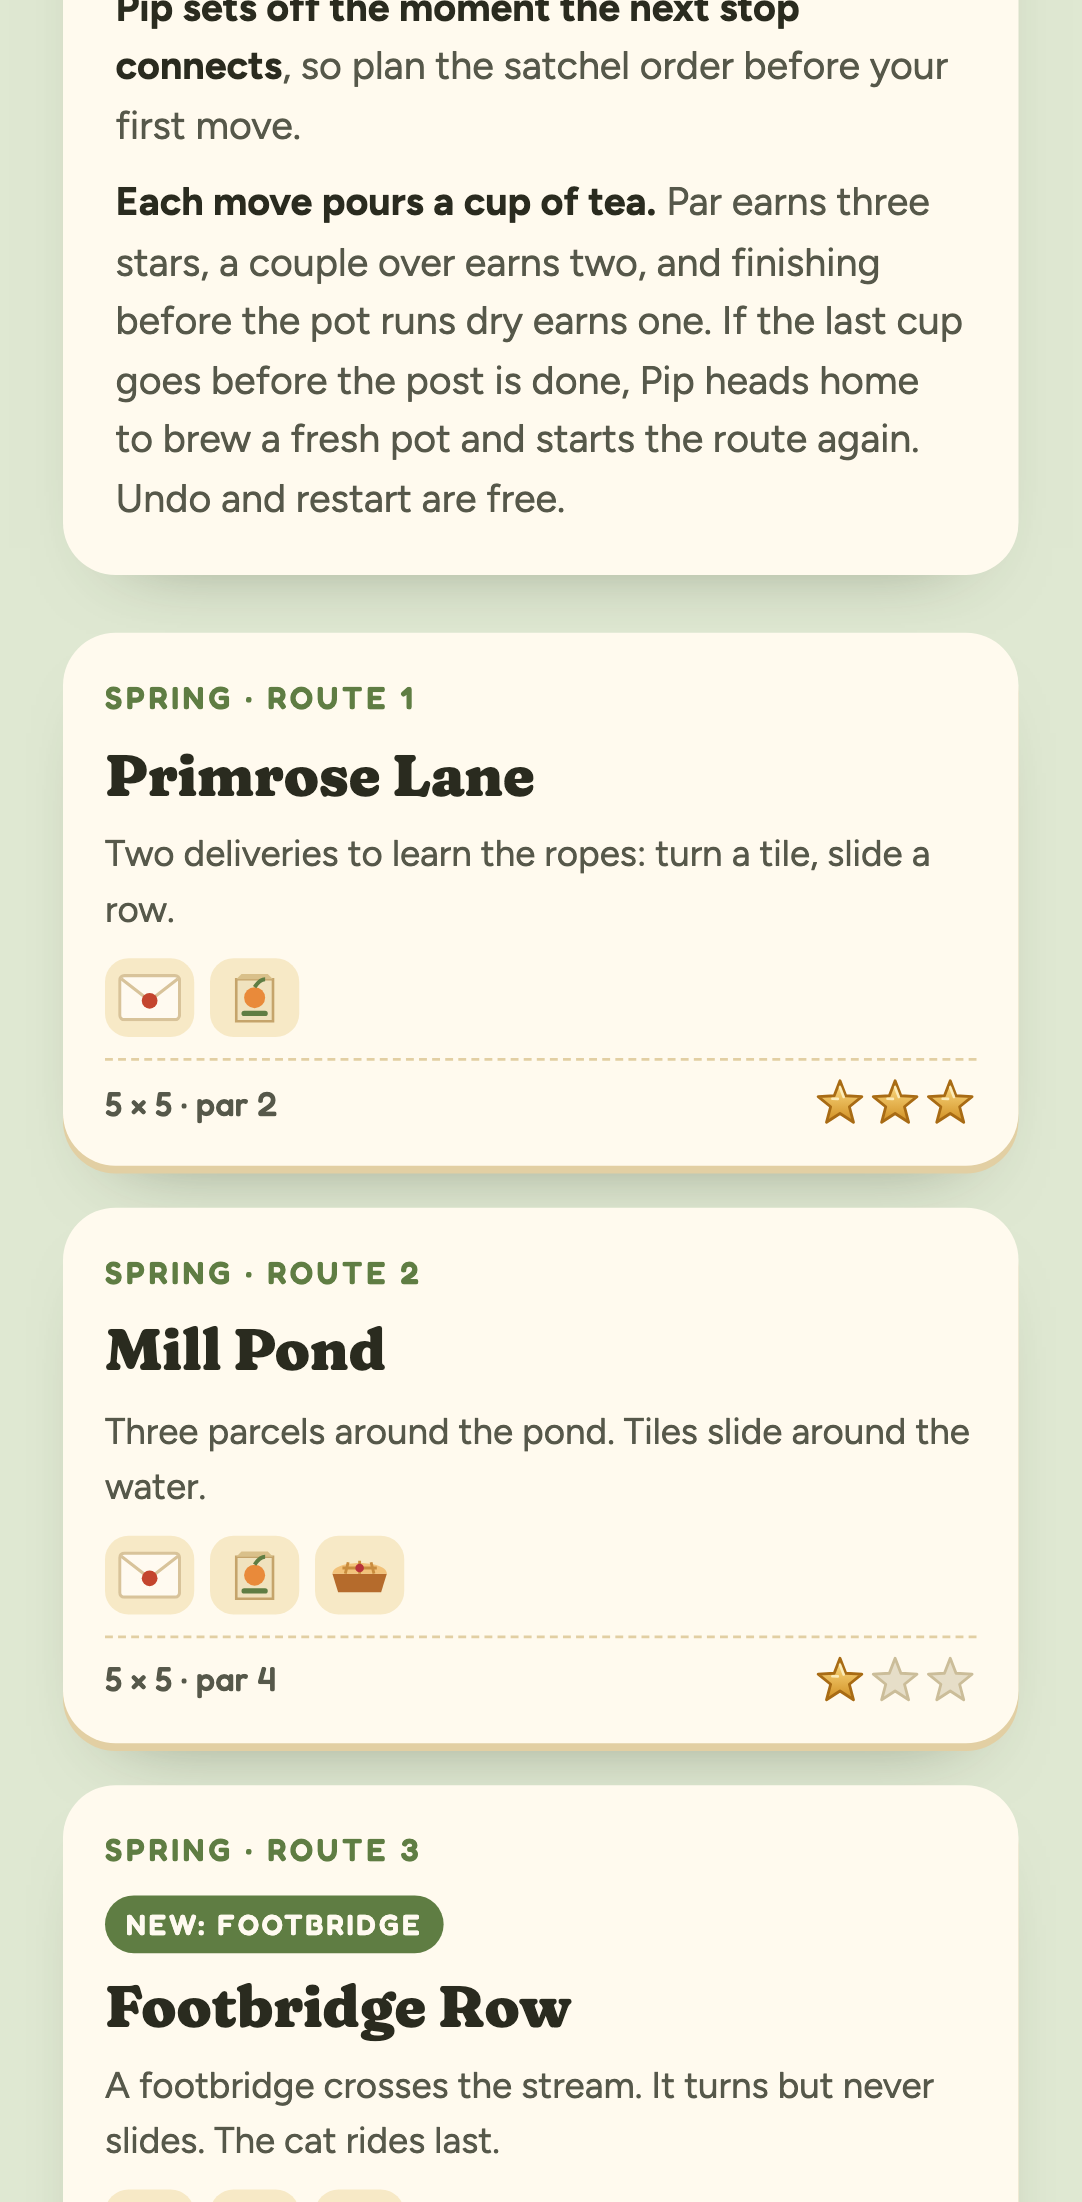 Pip sets off the moment the next stop
connects, so plan the satchel order before your
first move.
Each move pours a cup of tea. Par earns three
stars, a couple over earns two, and finishing
before the pot runs dry earns one. If the last cup
goes before the post is done, Pip heads home
to brew a fresh pot and starts the route again.
Undo and restart are free.
SPRING · ROUTE 1
Primrose Lane
Two deliveries to learn the ropes: turn a tile, slide a
row.
5 × 5 · par 2
SPRING · ROUTE 2
Mill Pond
Three parcels around the pond. Tiles slide around the
water.
5 × 5 · par 4
SPRING · ROUTE 3
NEW: FOOTBRIDGE
Footbridge Row
A footbridge crosses the stream. It turns but never
slides. The cat rides last.